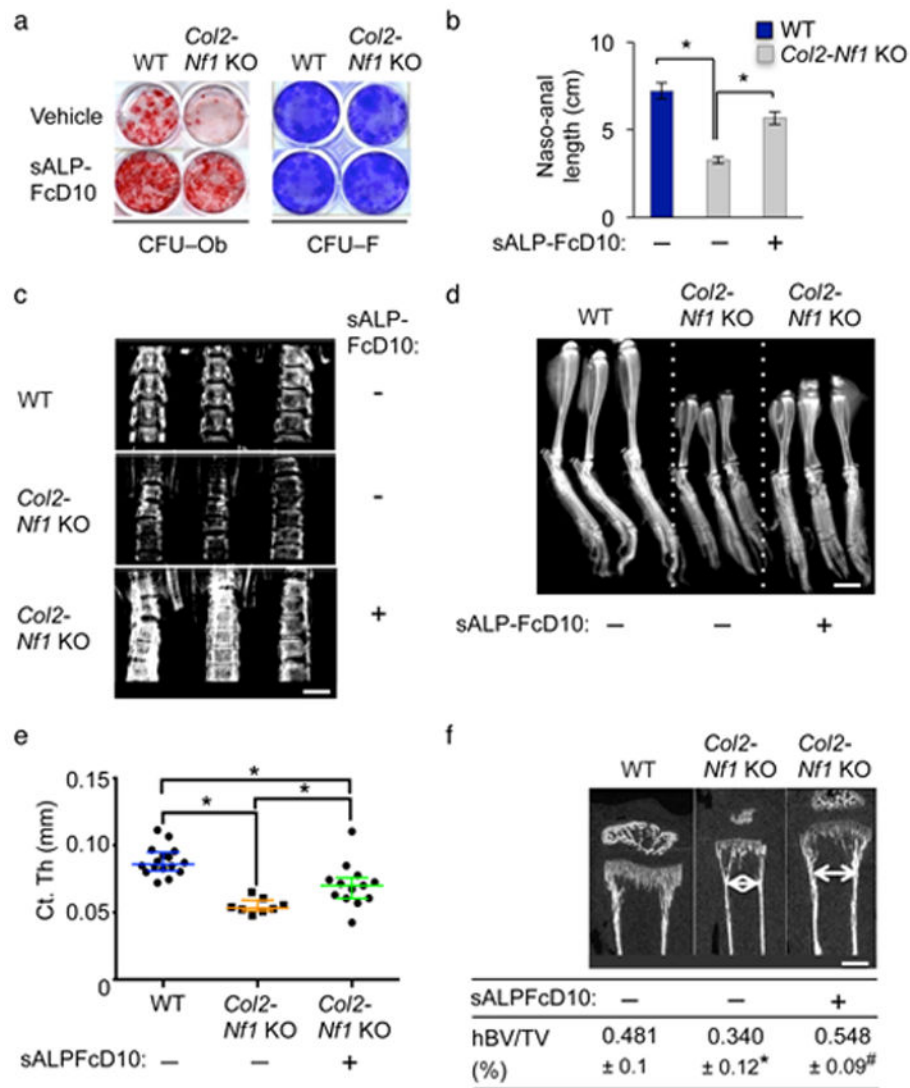 a
Col2-
WT Nf1 KO
Col2-
WT Nf1 KO
Vehicle
sALP-
FcD10
CFU–Ob
CFU–F
b
WT
Col2-Nf1 KO
Naso-anal
length (cm)
10
5
0
*
*
sALP-FcD10: – – +
c
sALP-
FcD10:
WT
–
Col2-
Nf1 KO
–
Col2-
Nf1 KO
+
d
WT
Col2-
Nf1 KO
Col2-
Nf1 KO
sALP-FcD10: – – +
e
Ct. Th (mm)
0.15
0.10
0.05
0
*
*
*
WT
Col2-
Nf1 KO
Col2-
Nf1 KO
sALPFcD10: – – +
f
WT
Col2-
Nf1 KO
Col2-
Nf1 KO
sALPFcD10: – – +
hBV/TV 0.481 0.340 0.548
(%) ± 0.1 ± 0.12* ± 0.09#